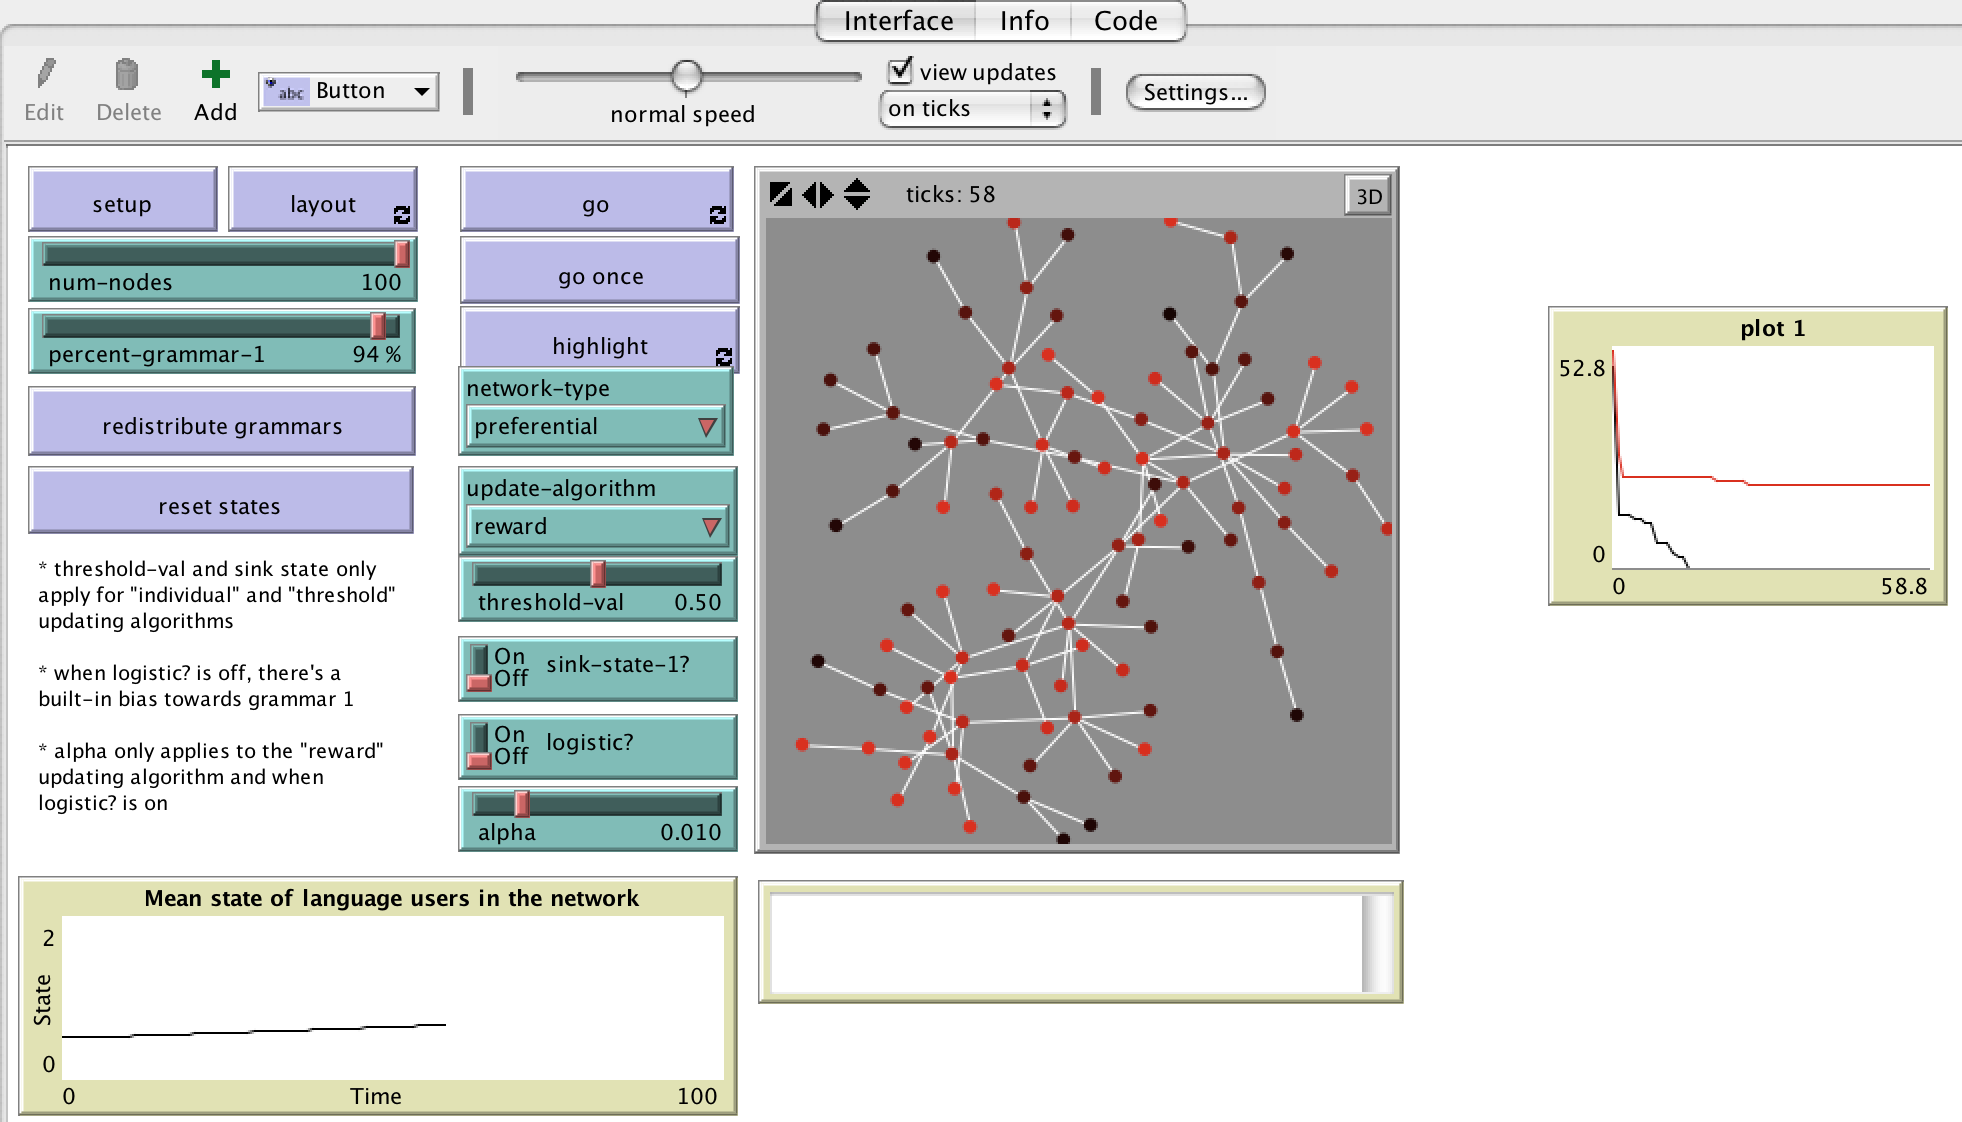 Interface Info Code
Edit Delete Add
abc Button
normal speed
view updates
on ticks
Settings...
setup layout go
num-nodes 100
percent-grammar-1 94 %
redistribute grammars
reset states
* threshold-val and sink state only
apply for "individual" and "threshold"
updating algorithms
* when logistic? is off, there's a
built-in bias towards grammar 1
* alpha only applies to the "reward"
updating algorithm and when
logistic? is on
go once
highlight
network-type
preferential
update-algorithm
reward
threshold-val 0.50
On
Off
sink-state-1?
On
Off
logistic?
alpha 0.010
ticks: 58
3D
plot 1
52.8
0
0 58.8
Mean state of language users in the network
2
State
0
0 Time 100